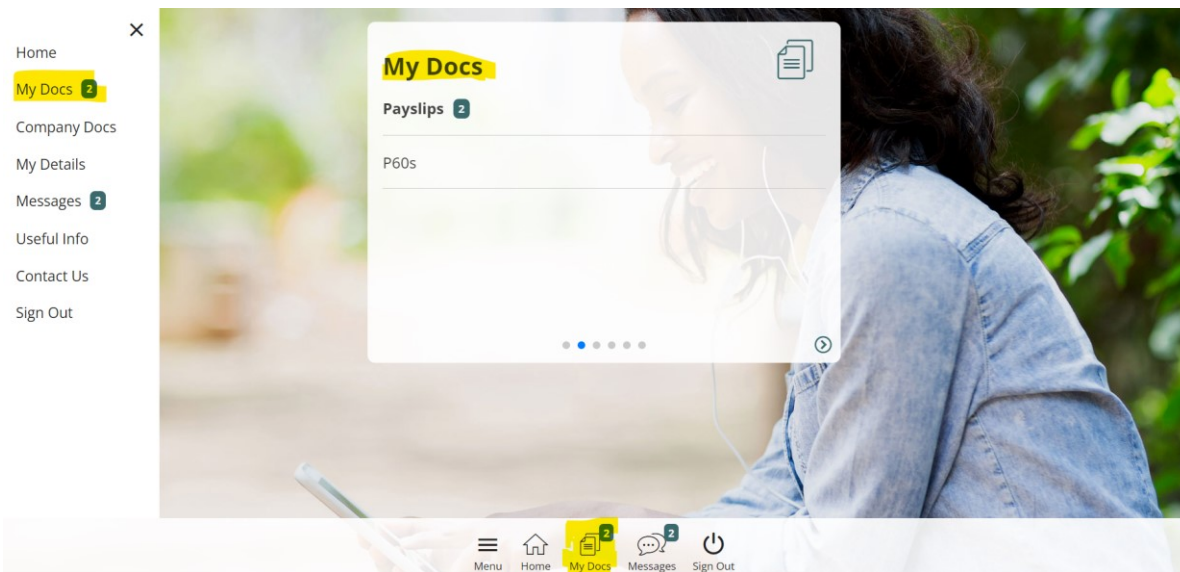 Home
My Docs 2
Company Docs
My Details
Messages 2
Useful Info
Contact Us
Sign Out
My Docs
Payslips 2
P60s
Menu
Home
My Docs 2
Messages 2
Sign Out